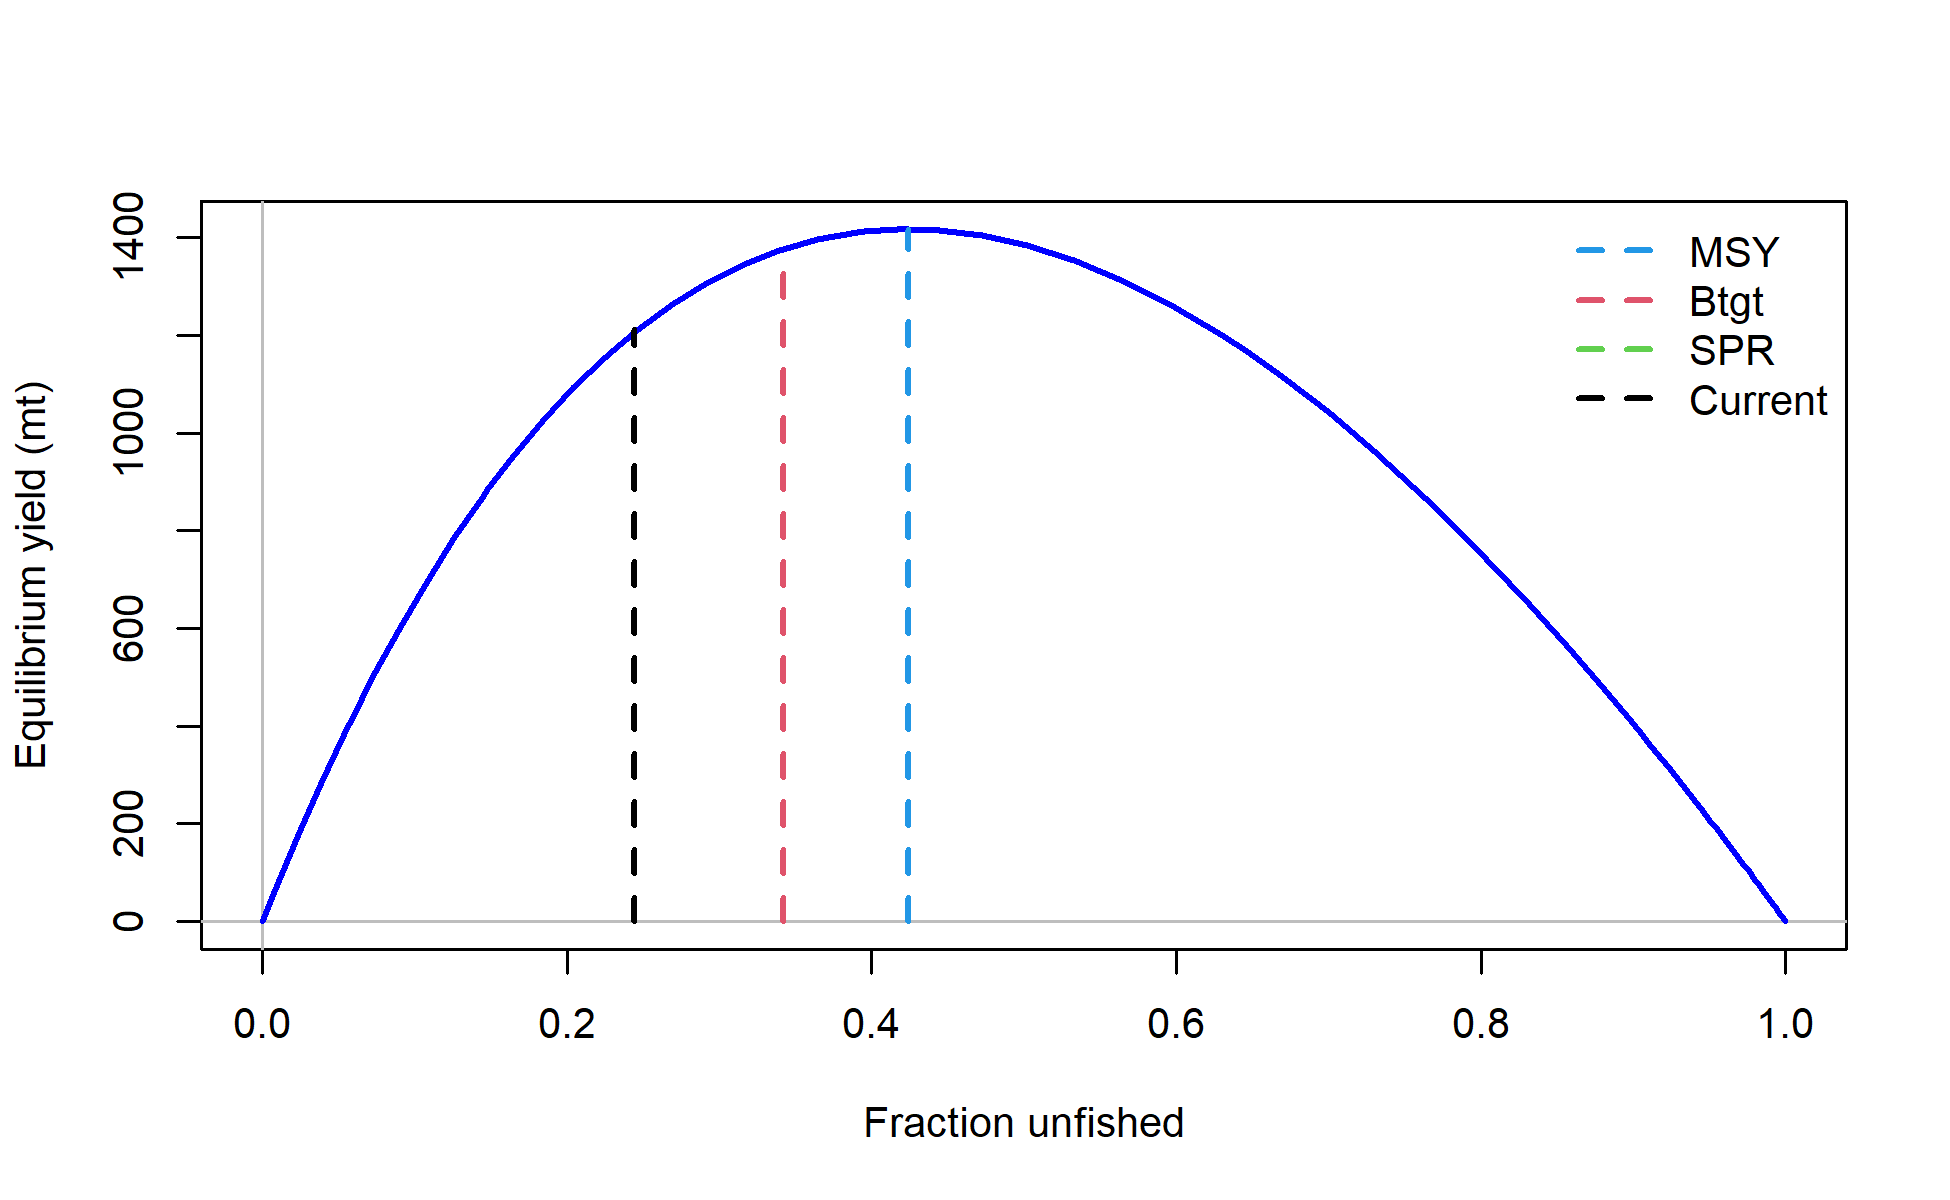 Equilibrium yield (mt)
1400
1000
600
200
0
MSY
Btgt
SPR
Current
0.0 0.2 0.4 0.6 0.8 1.0
Fraction unfished